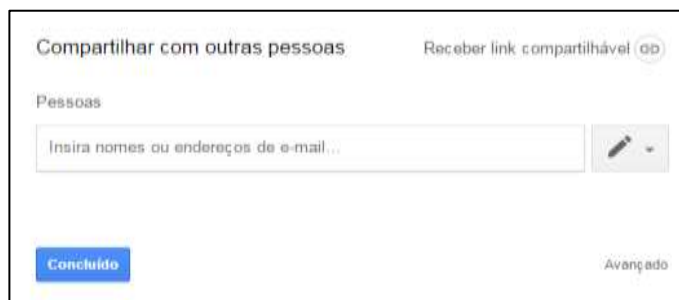 Compartilhar com outras pessoas
Receber link compartilhável
Pessoas
Insira nomes ou endereços de e-mail...
Concluído
Avançado